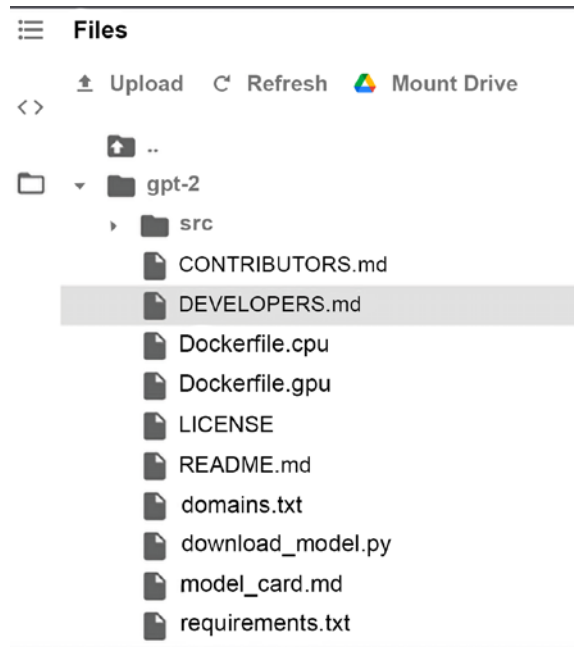 Files
Upload Refresh Mount Drive
<>
..
gpt-2
src
CONTRIBUTORS.md
DEVELOPERS.md
Dockerfile.cpu
Dockerfile.gpu
LICENSE
README.md
domains.txt
download_model.py
model_card.md
requirements.txt